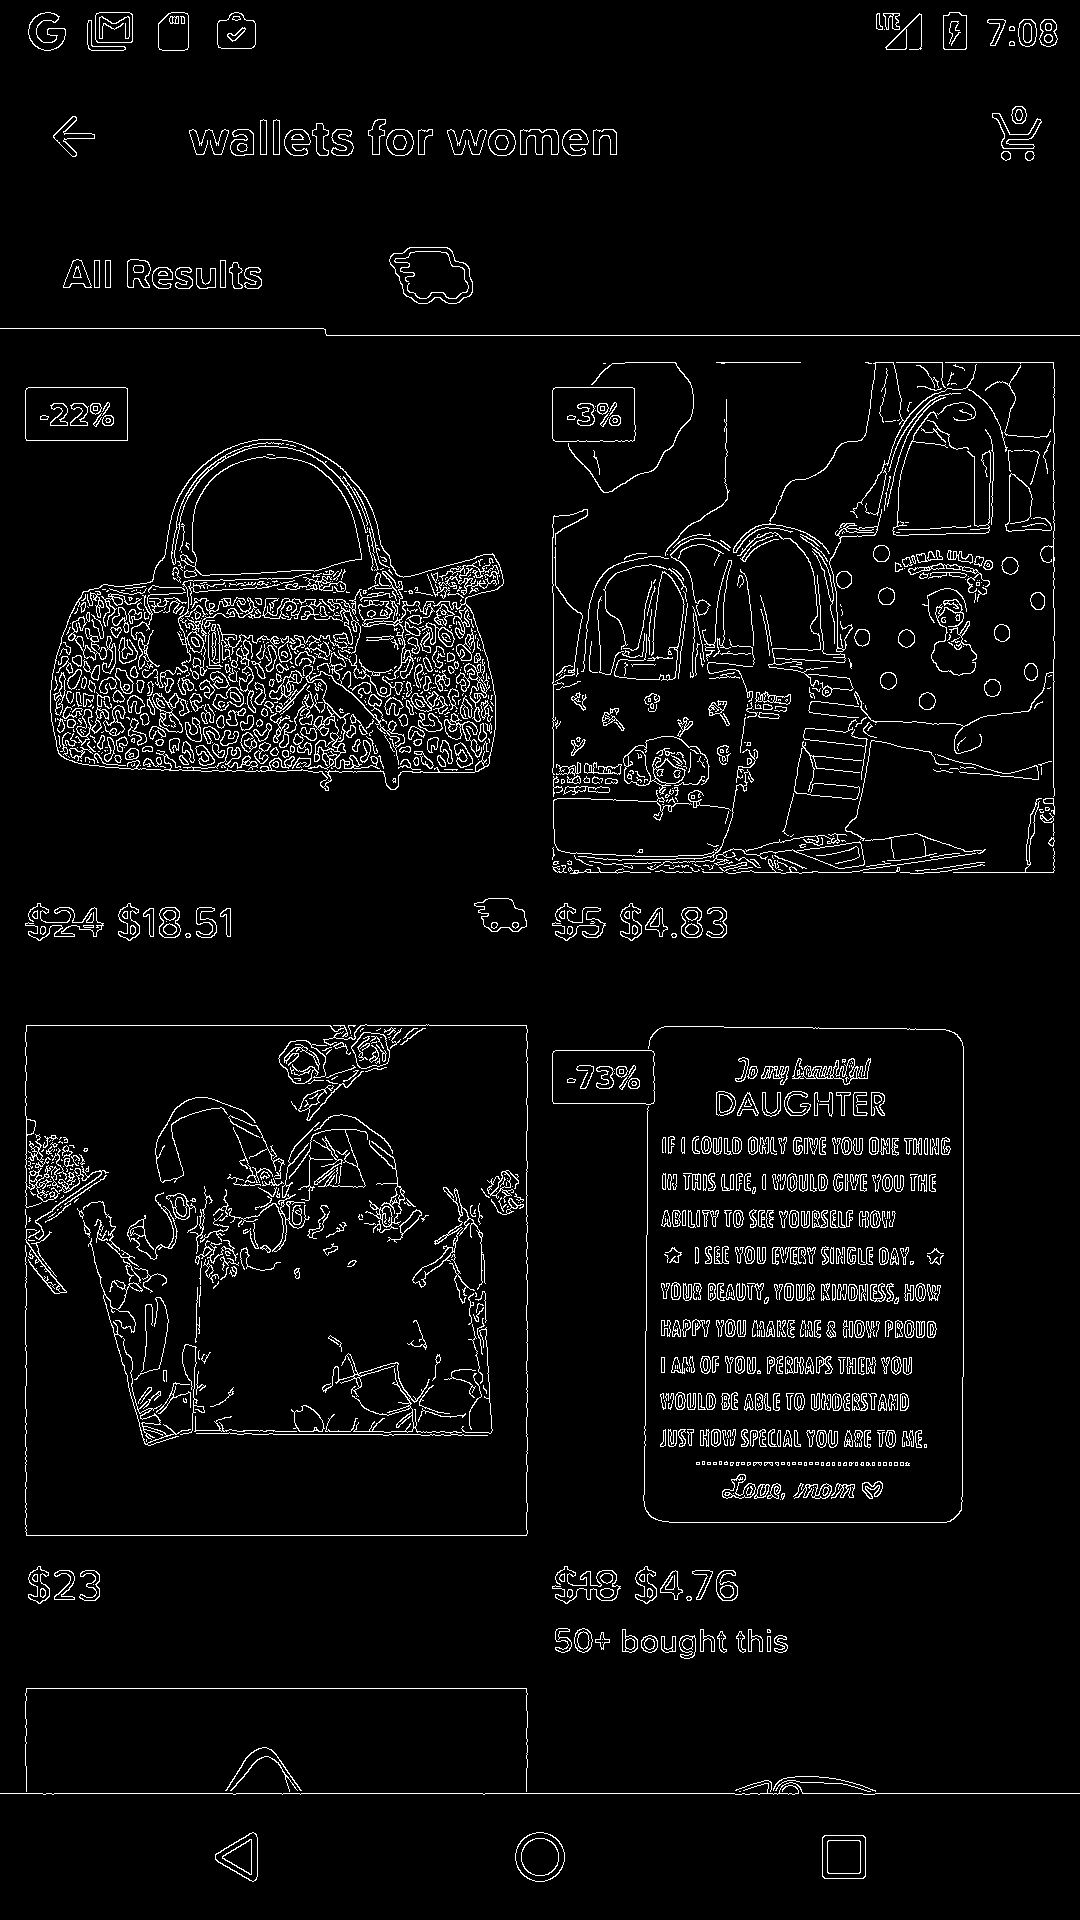 LTE 7:08
wallets for women
0
All Results
-22%
-3%
ANIMAL ISLAND
$24 $18.51
$5 $4.83
-73%
To my beautiful
DAUGHTER
IF I COULD ONLY GIVE YOU ONE THING
IN THIS LIFE, I WOULD GIVE YOU THE
ABILITY TO SEE YOURSELF HOW
I SEE YOU EVERY SINGLE DAY.
YOUR BEAUTY, YOUR KINDNESS, HOW
HAPPY YOU MAKE ME & HOW PROUD
I AM OF YOU. PERHAPS THEN YOU
WOULD BE ABLE TO UNDERSTAND
JUST HOW SPECIAL YOU ARE TO ME.
Love, mom
$23
$18 $4.76
50+ bought this